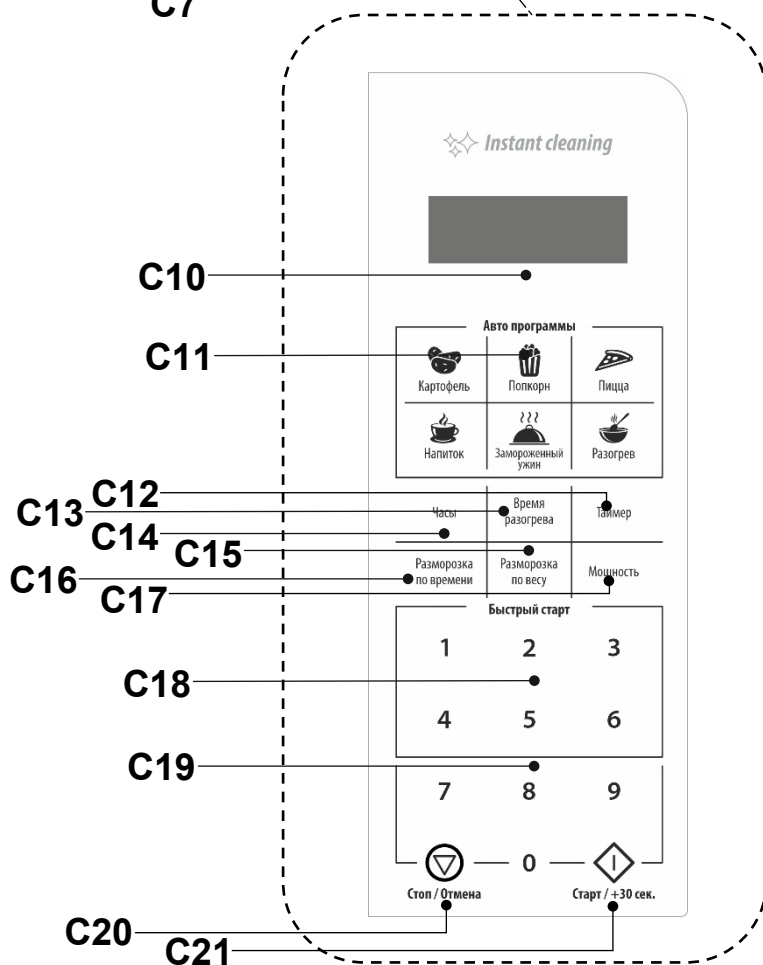 C7
Instant cleaning
C10
Авто программы
C11
Картофель Попкорн Пицца
Напиток Замороженный ужин Разогрев
C12
C13
Часы Время разогрева Таймер
C14
C15
C16
Разморозка по времени Разморозка по весу Мощность
C17
Быстрый старт
1 2 3
C18
4 5 6
C19
7 8 9
0
Стоп / Отмена Старт / +30 сек.
C20
C21